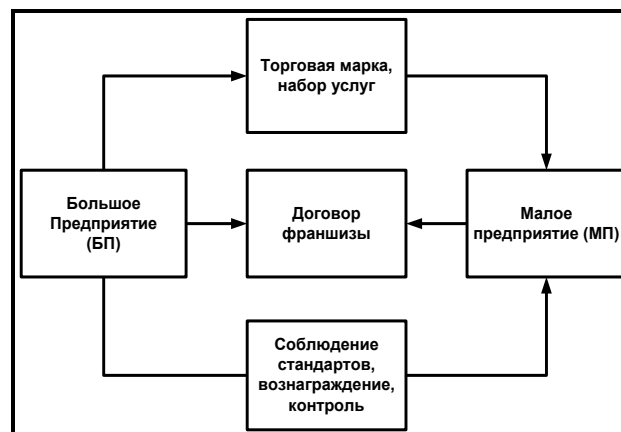 Торговая марка,
набор услуг
Большое
Предприятие
(БП)
Договор
франшизы
Малое
предприятие (МП)
Соблюдение
стандартов,
вознаграждение,
контроль